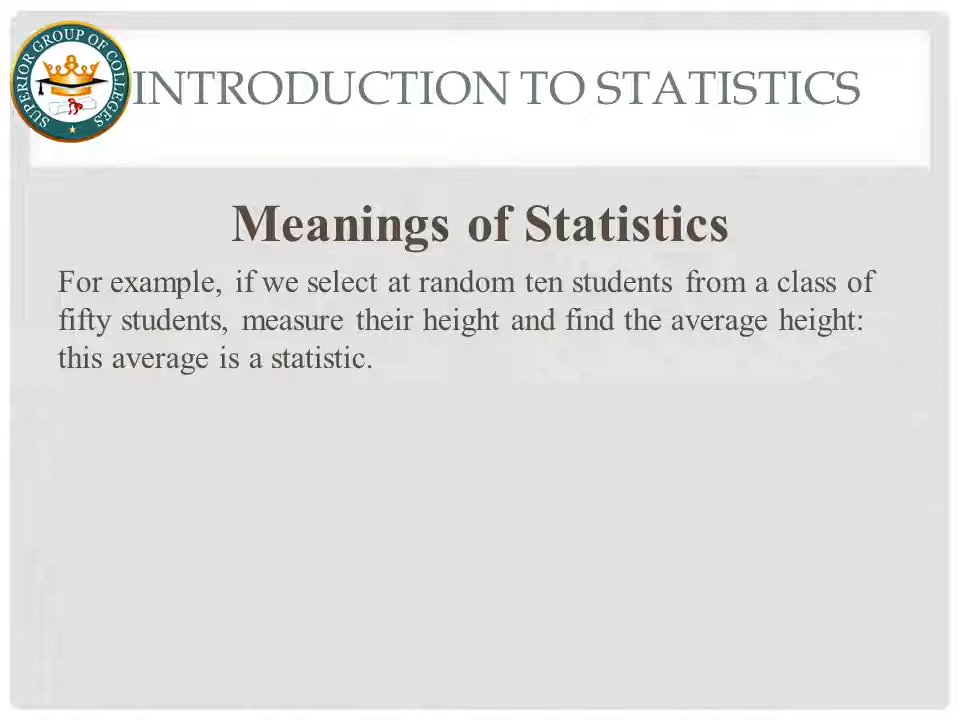 SUPERIOR GROUP OF COLLEGES
INTRODUCTION TO STATISTICS
Meanings of Statistics
For example, if we select at random ten students from a class of
fifty students, measure their height and find the average height:
this average is a statistic.